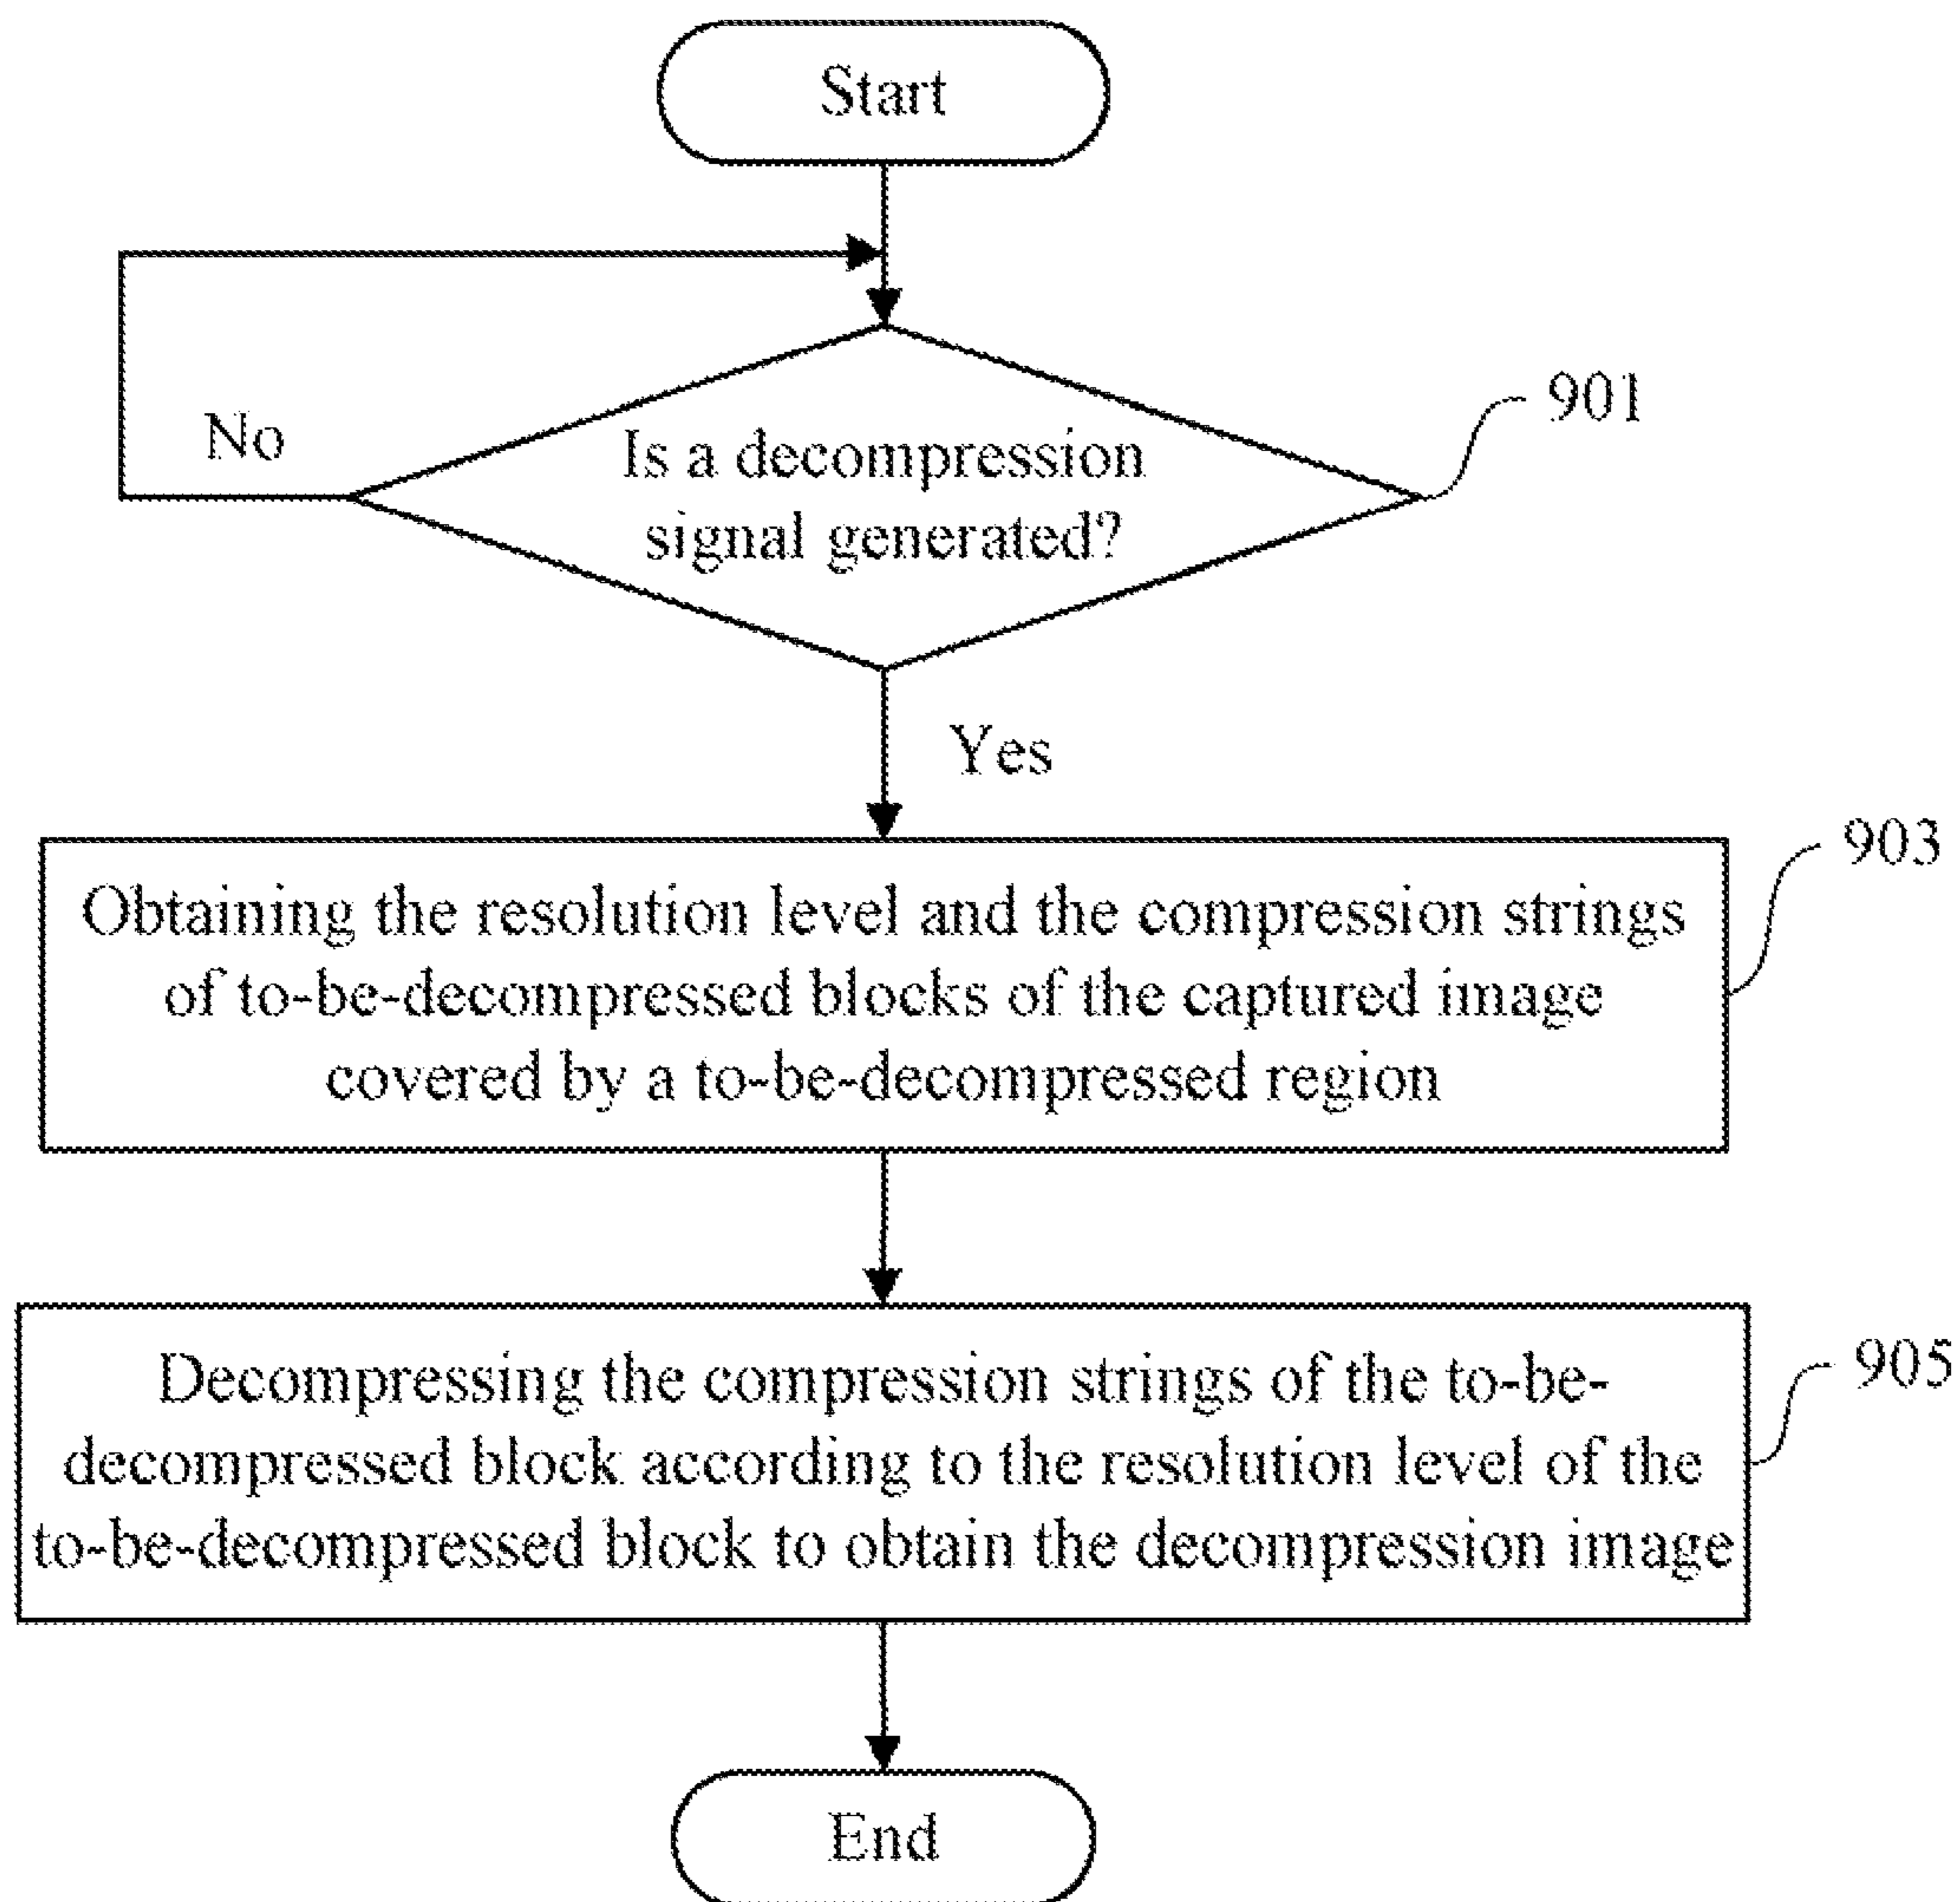 Start
No
Is a decompression
signal generated?
901
Yes
903
Obtaining the resolution level and the compression strings
of to-be-decompressed blocks of the captured image
covered by a to-be-decompressed region
905
Decompressing the compression strings of the to-be-
decompressed block according to the resolution level of the
to-be-decompressed block to obtain the decompression image
End